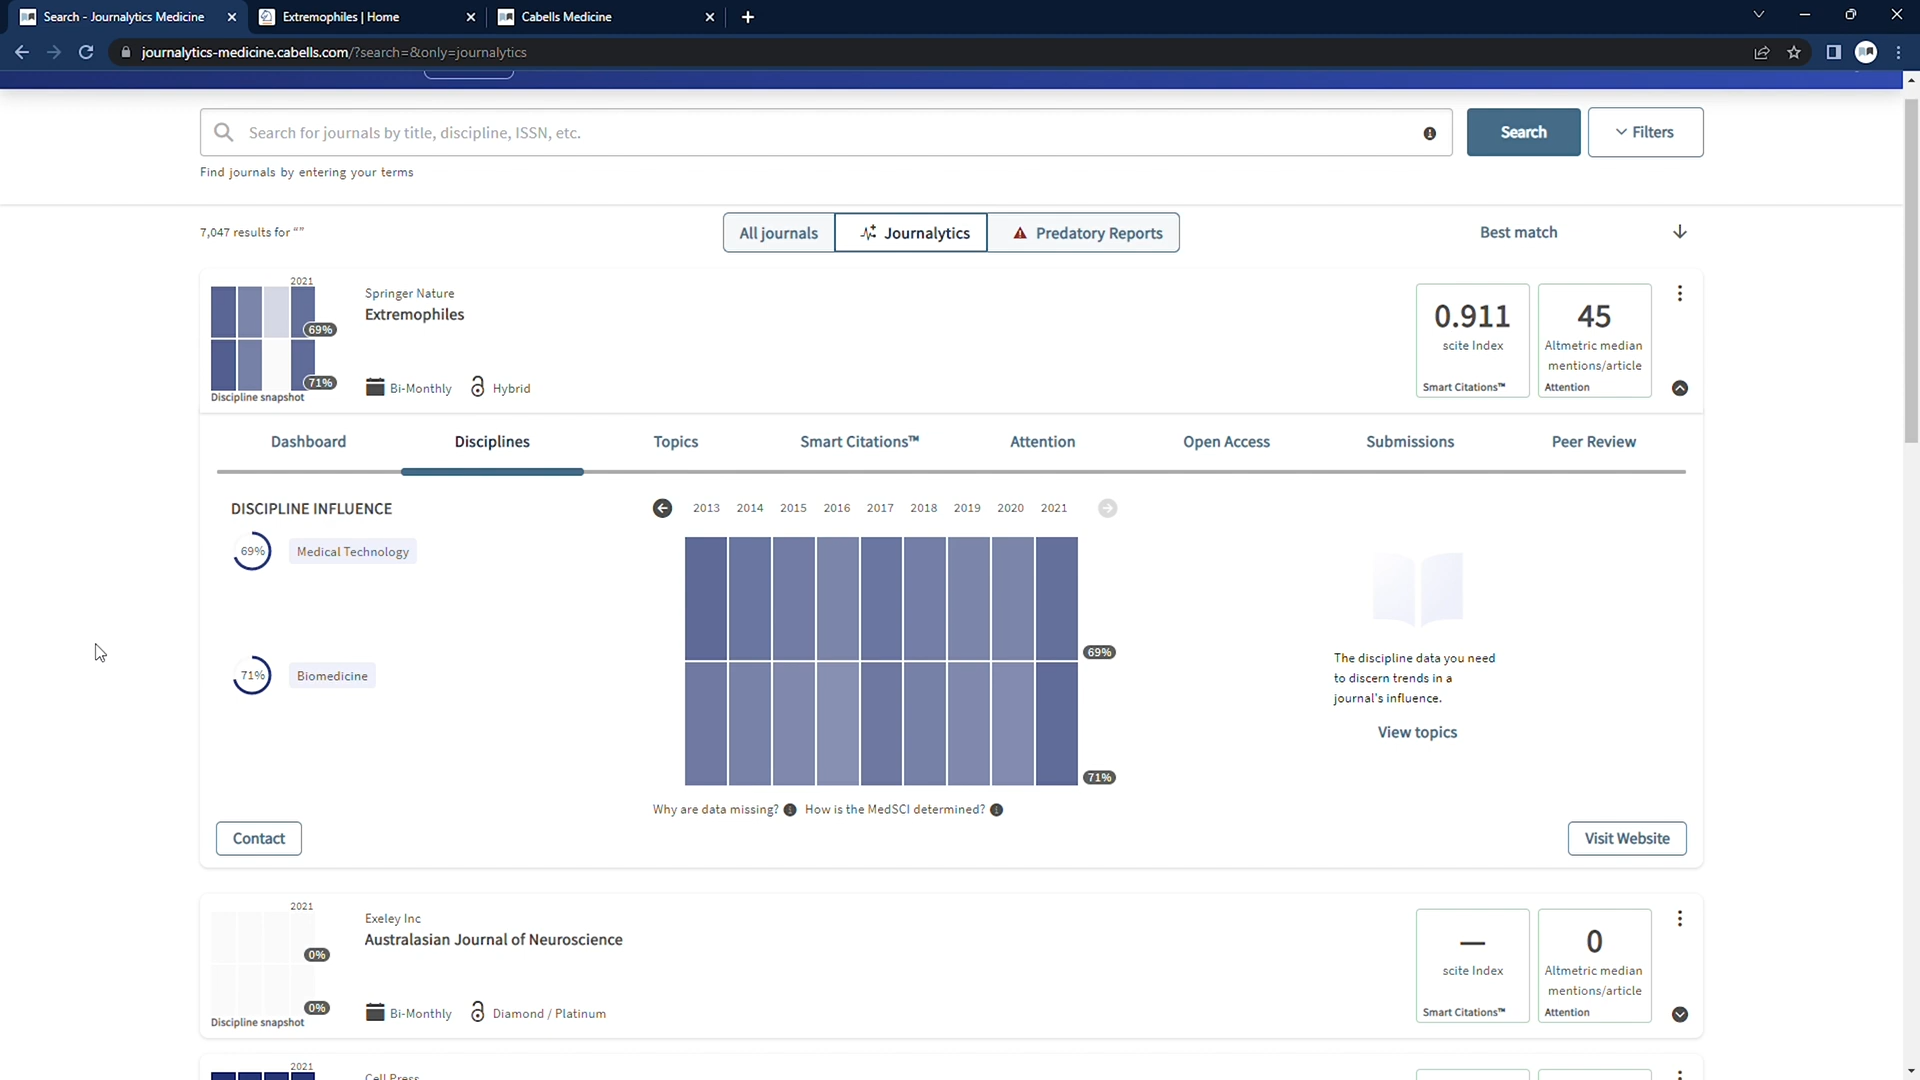 Search - Journalytics Medicine
Extremophiles | Home
Cabells Medicine
journalytics-medicine.cabells.com/?search=&only=journalytics
Search for journals by title, discipline, ISSN, etc.
Search
Filters
Find journals by entering your terms
7,047 results for “”
All journals
Journalytics
Predatory Reports
Best match
2021
69%
71%
Discipline snapshot
Springer Nature
Extremophiles
Bi-Monthly
Hybrid
0.911
scite Index
Smart Citations™
45
Altmetric median
mentions/article
Attention
Dashboard
Disciplines
Topics
Smart Citations™
Attention
Open Access
Submissions
Peer Review
DISCIPLINE INFLUENCE
69%
Medical Technology
71%
Biomedicine
2013 2014 2015 2016 2017 2018 2019 2020 2021
69%
71%
Why are data missing? How is the MedSCI determined?
The discipline data you need
to discern trends in a
journal's influence.
View topics
Contact
Visit Website
2021
0%
0%
Discipline snapshot
Exeley Inc
Australasian Journal of Neuroscience
Bi-Monthly
Diamond / Platinum
—
scite Index
Smart Citations™
0
Altmetric median
mentions/article
Attention
2021
Cell Press